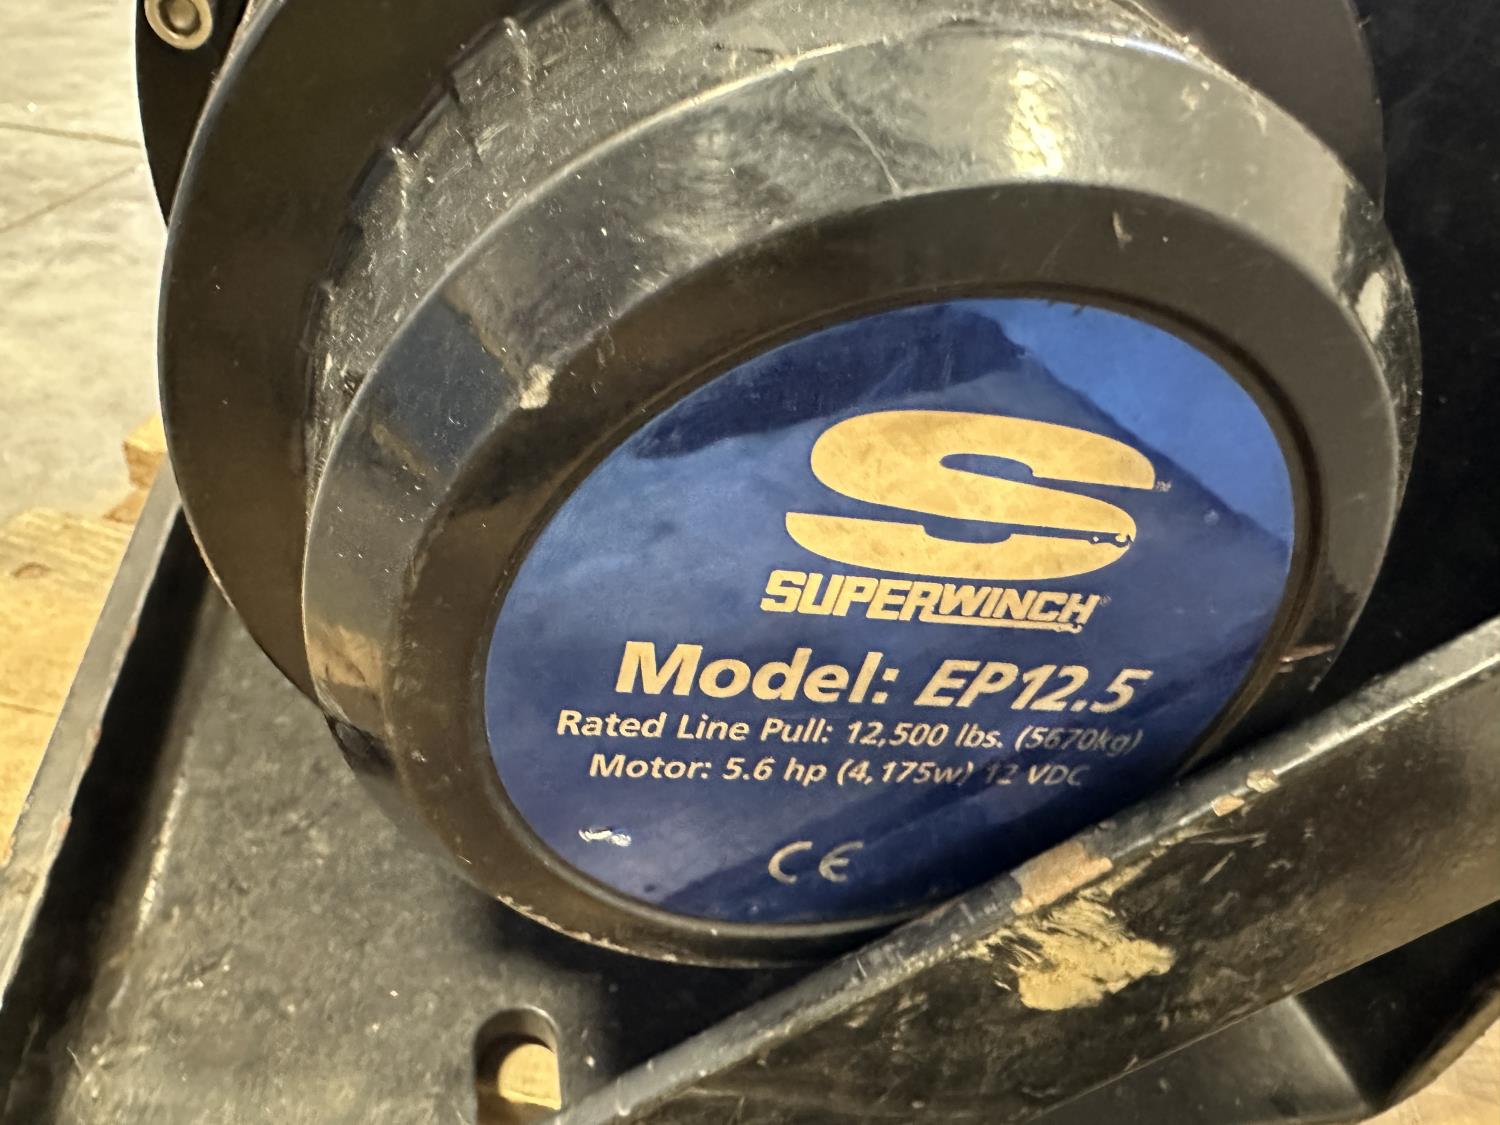 S
SUPERWINCH®
Model: EP12.5
Rated Line Pull: 12,500 lbs. (5670kg)
Motor: 5.6 hp (4,175w) 12 VDC
CE